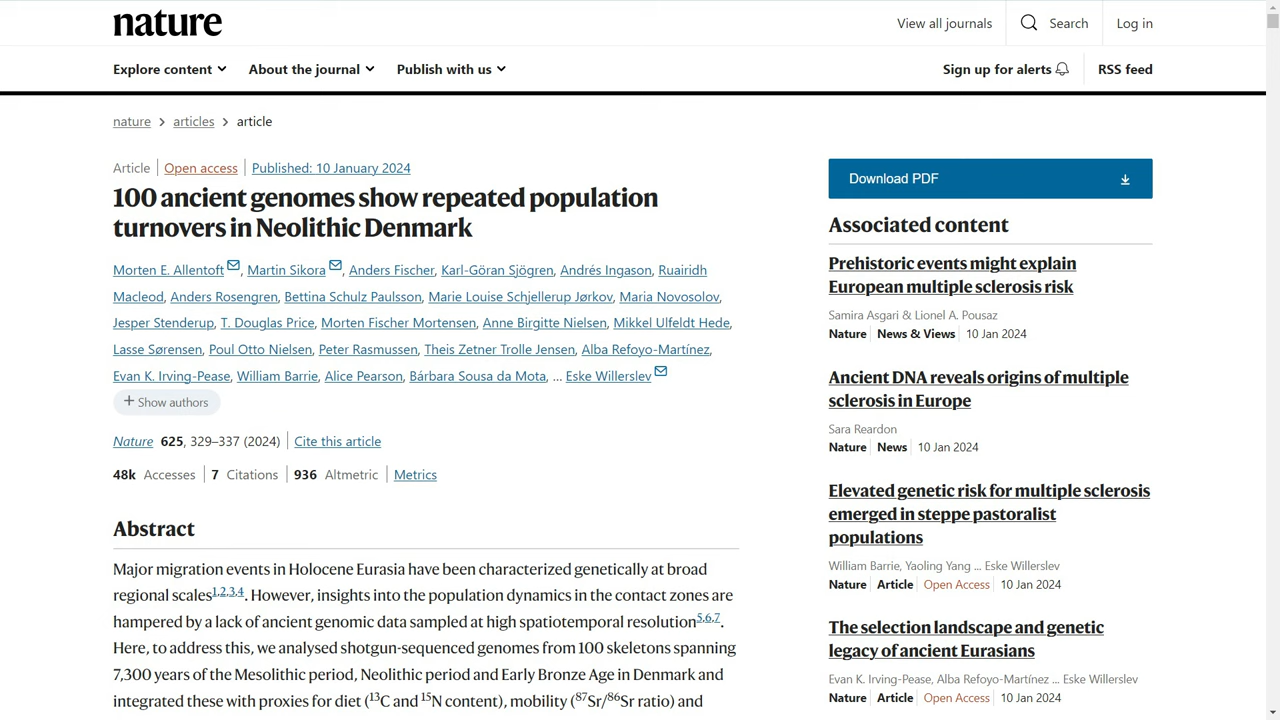 nature
View all journals
Search
Log in
Explore content
About the journal
Publish with us
Sign up for alerts
RSS feed
nature > articles > article
Article | Open access | Published: 10 January 2024
100 ancient genomes show repeated population
turnovers in Neolithic Denmark
Morten E. Allentoft, Martin Sikora, Anders Fischer, Karl-Göran Sjögren, Andrés Ingason, Ruairidh
Macleod, Anders Rosengren, Bettina Schulz Paulsson, Marie Louise Schjellerup Jørkov, Maria Novosolov,
Jesper Stenderup, T. Douglas Price, Morten Fischer Mortensen, Anne Birgitte Nielsen, Mikkel Ulfeldt Hede,
Lasse Sørensen, Poul Otto Nielsen, Peter Rasmussen, Theis Zetner Trolle Jensen, Alba Refoyo-Martínez,
Evan K. Irving-Pease, William Barrie, Alice Pearson, Bárbara Sousa da Mota, ... Eske Willerslev
+ Show authors
Nature 625, 329–337 (2024) | Cite this article
48k Accesses | 7 Citations | 936 Altmetric | Metrics
Abstract
Major migration events in Holocene Eurasia have been characterized genetically at broad
regional scales1,2,3,4. However, insights into the population dynamics in the contact zones are
hampered by a lack of ancient genomic data sampled at high spatiotemporal resolution5,6,7.
Here, to address this, we analysed shotgun-sequenced genomes from 100 skeletons spanning
7,300 years of the Mesolithic period, Neolithic period and Early Bronze Age in Denmark and
integrated these with proxies for diet (13C and 15N content), mobility (87Sr/86Sr ratio) and
Download PDF
Associated content
Prehistoric events might explain
European multiple sclerosis risk
Samira Asgari & Lionel A. Pousaz
Nature | News & Views | 10 Jan 2024
Ancient DNA reveals origins of multiple
sclerosis in Europe
Sara Reardon
Nature | News | 10 Jan 2024
Elevated genetic risk for multiple sclerosis
emerged in steppe pastoralist
populations
William Barrie, Yaoling Yang ... Eske Willerslev
Nature | Article | Open Access | 10 Jan 2024
The selection landscape and genetic
legacy of ancient Eurasians
Evan K. Irving-Pease, Alba Refoyo-Martínez ... Eske Willerslev
Nature | Article | Open Access | 10 Jan 2024